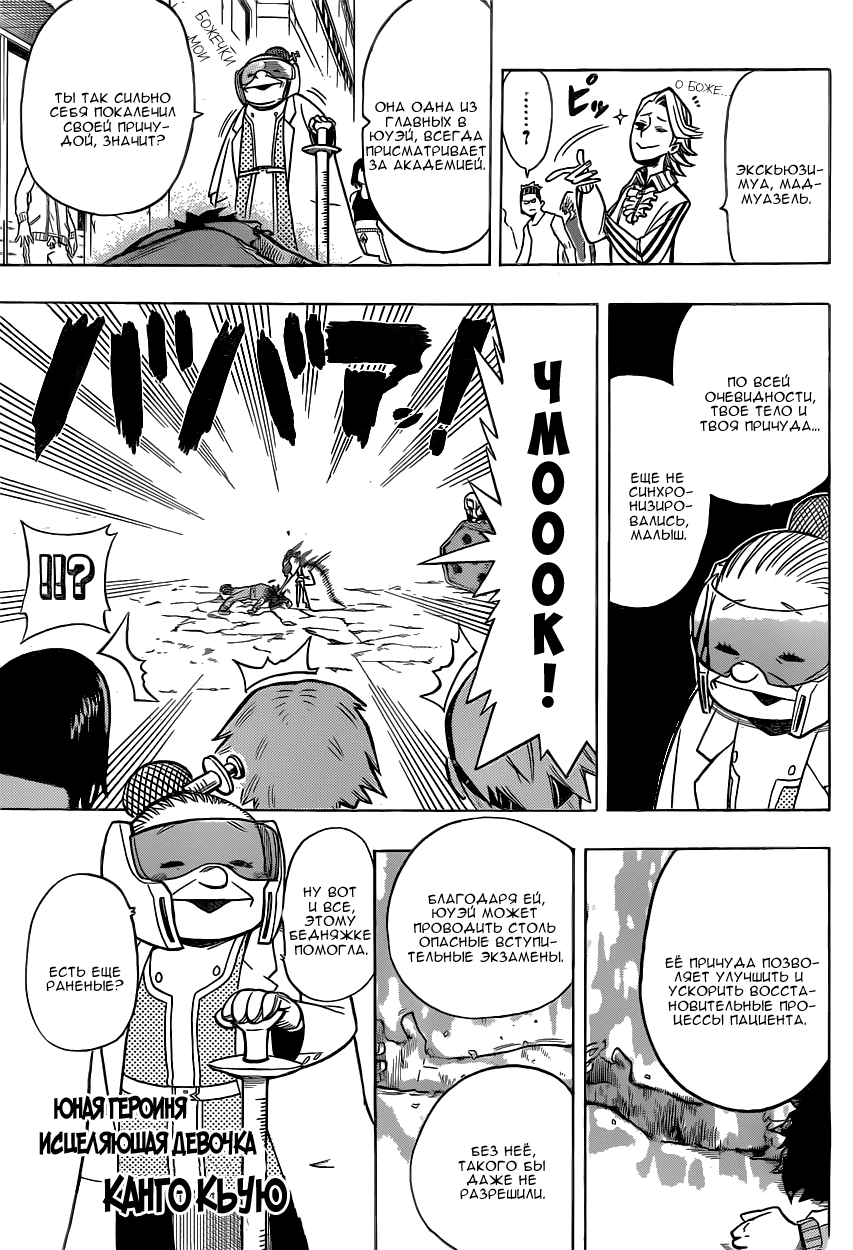 О БОЖЕ...
ЭКСКЬЮЗИ-
МУА, МАД-
МУАЗЕЛЬ.
ピッ
......?
ОНА ОДНА ИЗ
ГЛАВНЫХ В
ЮУЭЙ, ВСЕГДА
ПРИСМАТРИВАЕТ
ЗА АКАДЕМИЕЙ.
БОЖЕЧКИ
МОИ
ТЫ ТАК СИЛЬНО
СЕБЯ ПОКАЛЕЧИЛ
СВОЕЙ ПРИЧУ-
ДОЙ, ЗНАЧИТ?
ПО ВСЕЙ
ОЧЕВИДНОСТИ,
ТВОЕ ТЕЛО И
ТВОЯ ПРИЧУДА...
ЕЩЕ НЕ
СИНХРО-
НИЗИРО-
ВАЛИСЬ,
МАЛЫШ.
ЧМОООК!
!!?
ЕЁ ПРИЧУДА ПОЗВО-
ЛЯЕТ УЛУЧШИТЬ И
УСКОРИТЬ ВОССТА-
НОВИТЕЛЬНЫЕ ПРО-
ЦЕССЫ ПАЦИЕНТА.
БЛАГОДАРЯ ЕЙ,
ЮУЭЙ МОЖЕТ
ПРОВОДИТЬ СТОЛЬ
ОПАСНЫЕ ВСТУПИ-
ТЕЛЬНЫЕ ЭКЗАМЕНЫ.
БЕЗ НЕЁ,
ТАКОГО БЫ
ДАЖЕ НЕ
РАЗРЕШИЛИ.
НУ ВОТ
И ВСЕ,
ЭТОМУ
БЕДНЯЖКЕ
ПОМОГЛА.
ЕСТЬ ЕЩЕ
РАНЕНЫЕ?
ЮНАЯ ГЕРОИНЯ
ИСЦЕЛЯЮЩАЯ ДЕВОЧКА
КАНГО КЬУЮ